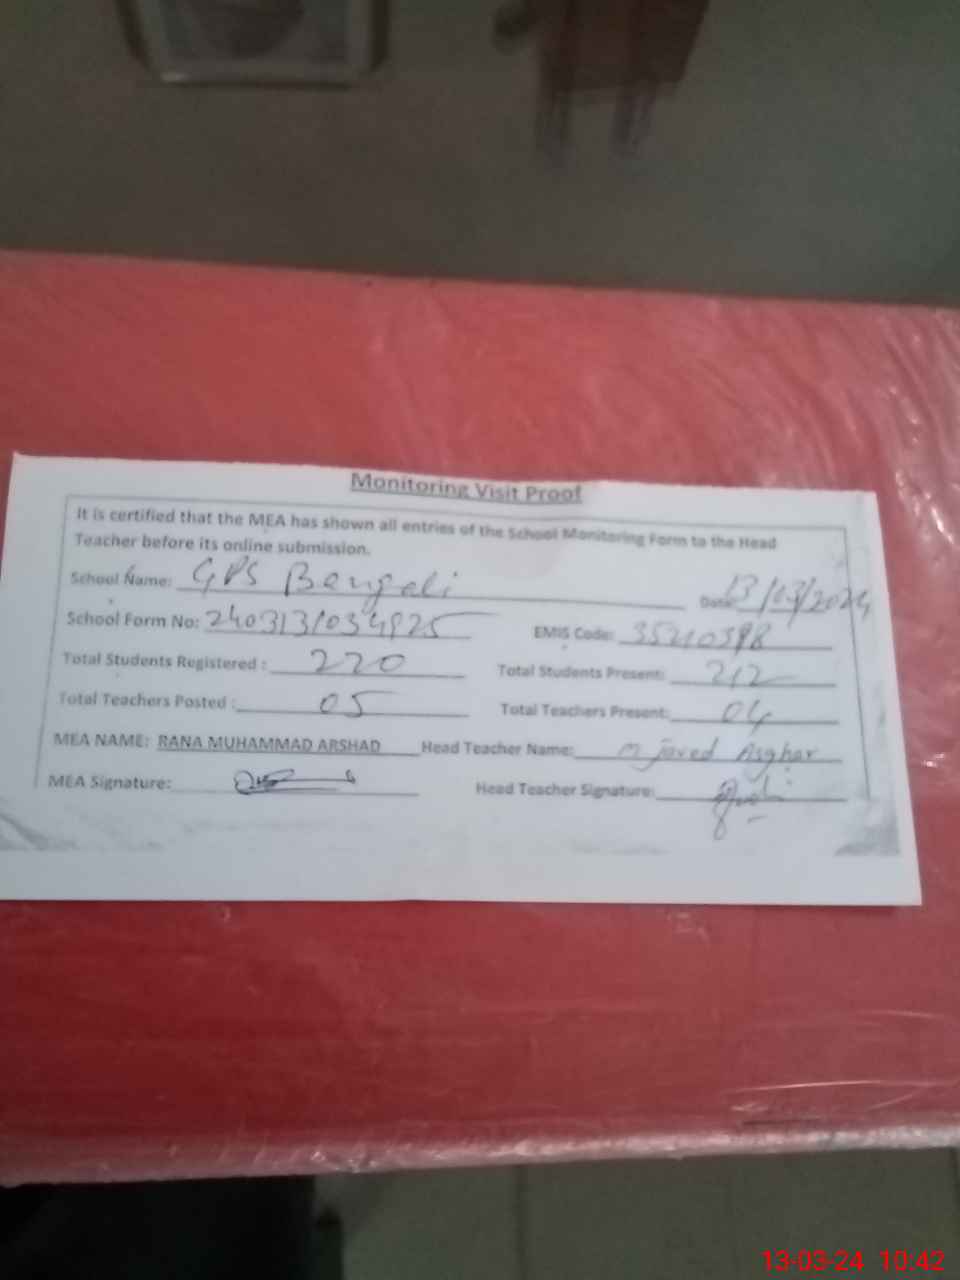 Monitoring Visit Proof
It is certified that the MEA has shown all entries of the School Monitoring Form to the Head
Teacher before its online submission.
School Name: GPS Bengali Date: 13/03/2024
School Form No: 240313/034925 EMIS Code: 35210398
Total Students Registered : 220 Total Students Present: 212
Total Teachers Posted : 05 Total Teachers Present: 04
MEA NAME: RANA MUHAMMAD ARSHAD Head Teacher Name: M javed Asghar
MEA Signature: Head Teacher Signature:
13-03-24 10:42